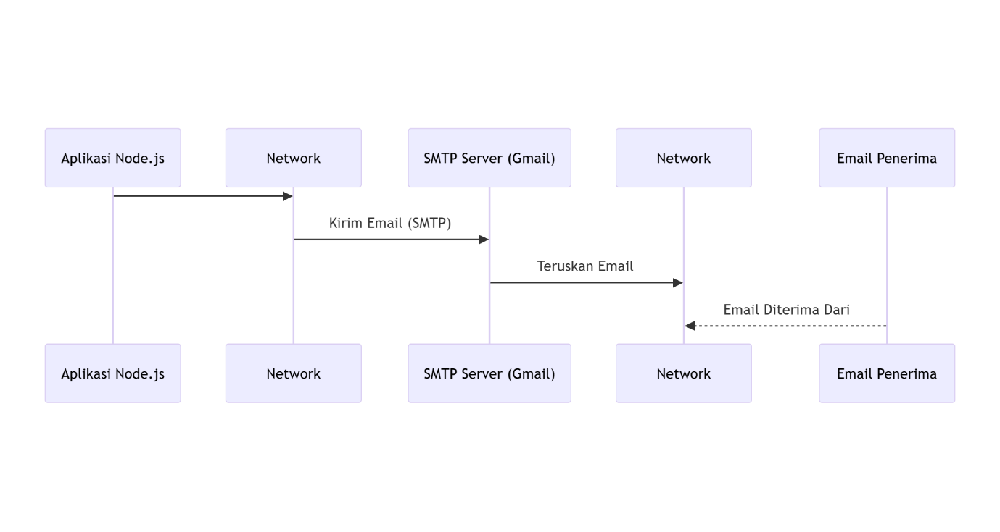 Aplikasi Node.js
Network
SMTP Server (Gmail)
Network
Email Penerima
Kirim Email (SMTP)
Teruskan Email
Email Diterima Dari
Aplikasi Node.js
Network
SMTP Server (Gmail)
Network
Email Penerima